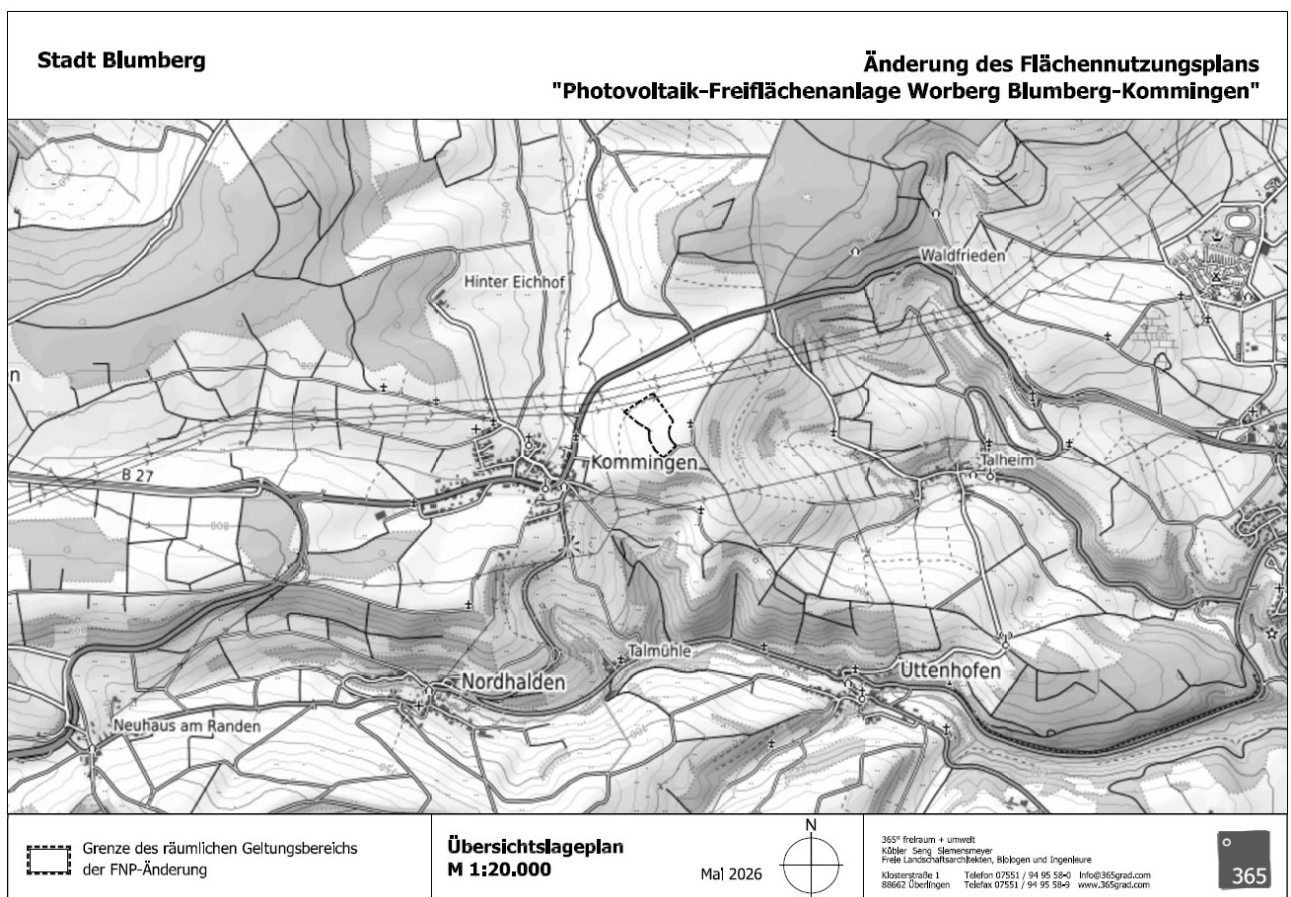 Stadt Blumberg
Änderung des Flächennutzungsplans
"Photovoltaik-Freiflächenanlage Worberg Blumberg-Kommingen"
Waldfrieden
Hinter Eichhof
n
B 27
Kommingen
Talheim
Talmühle
Nordhalden
Uttenhofen
Neuhaus am Randen
Grenze des räumlichen Geltungsbereichs
der FNP-Änderung
Übersichtslageplan
M 1:20.000
Mai 2026
N
365° freiraum + umwelt
Kübler Seng Siemensmeyer
Freie Landschaftsarchitekten, Biologen und Ingenieure
Klosterstraße 1 Telefon 07551 / 94 95 58-0 info@365grad.com
88662 Überlingen Telefax 07551 / 94 95 58-9 www.365grad.com
365